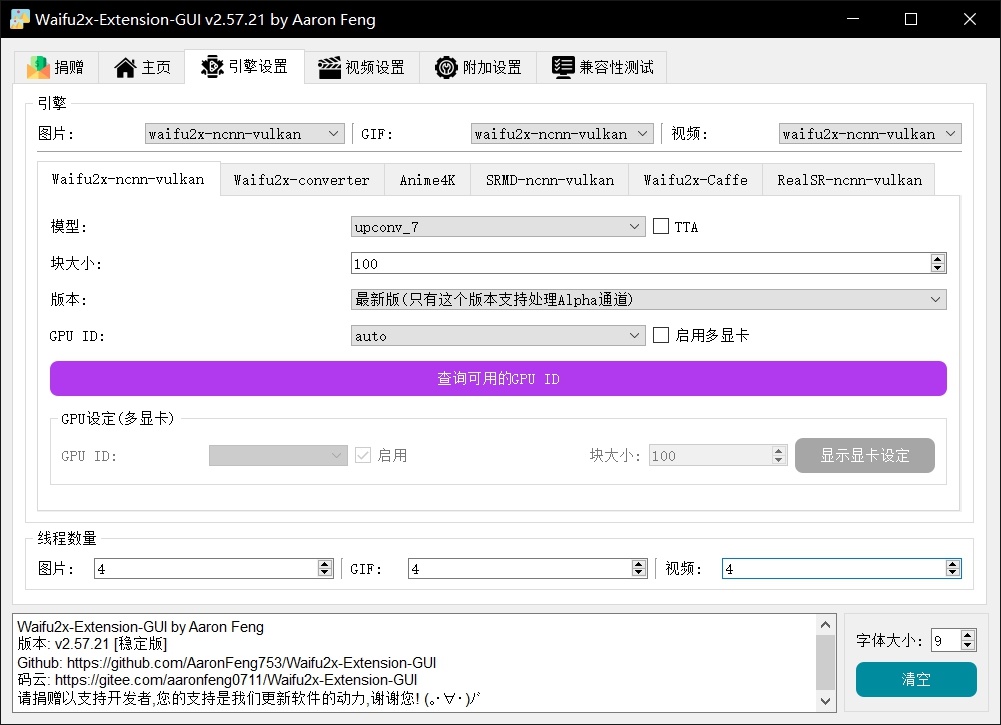 Waifu2x-Extension-GUI v2.57.21 by Aaron Feng
捐赠 主页 引擎设置 视频设置 附加设置 兼容性测试
引擎
图片: waifu2x-ncnn-vulkan GIF: waifu2x-ncnn-vulkan 视频: waifu2x-ncnn-vulkan
Waifu2x-ncnn-vulkan Waifu2x-converter Anime4K SRMD-ncnn-vulkan Waifu2x-Caffe RealSR-ncnn-vulkan
模型: upconv_7 TTA
块大小: 100
版本: 最新版(只有这个版本支持处理Alpha通道)
GPU ID: auto 启用多显卡
查询可用的GPU ID
GPU设定(多显卡)
GPU ID: 启用 块大小: 100 显示显卡设定
线程数量
图片: 4 GIF: 4 视频: 4
Waifu2x-Extension-GUI by Aaron Feng
版本: v2.57.21 [稳定版]
Github: https://github.com/AaronFeng753/Waifu2x-Extension-GUI
码云: https://gitee.com/aaronfeng0711/Waifu2x-Extension-GUI
请捐赠以支持开发者,您的支持是我们更新软件的动力,谢谢您! (｡･∀･)ﾉﾞ
字体大小: 9
清空